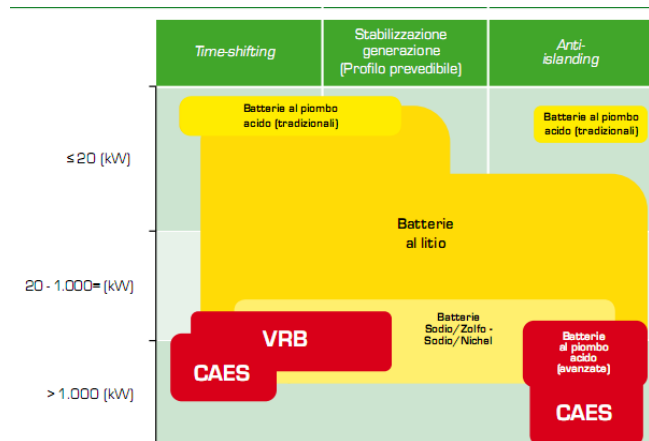 Time-shifting
Stabilizzazione
generazione
(Profilo prevedibile)
Anti-
islanding
Batterie al piombo
acido (tradizionali)
Batterie al piombo
acido (tradizionali)
≤ 20 (kW)
Batterie
al litio
20 - 1.000= (kW)
Batterie
Sodio/Zolfo -
Sodio/Nichel
VRB
Batterie
al piombo
acido
(avanzate)
CAES
> 1.000 (kW)
CAES